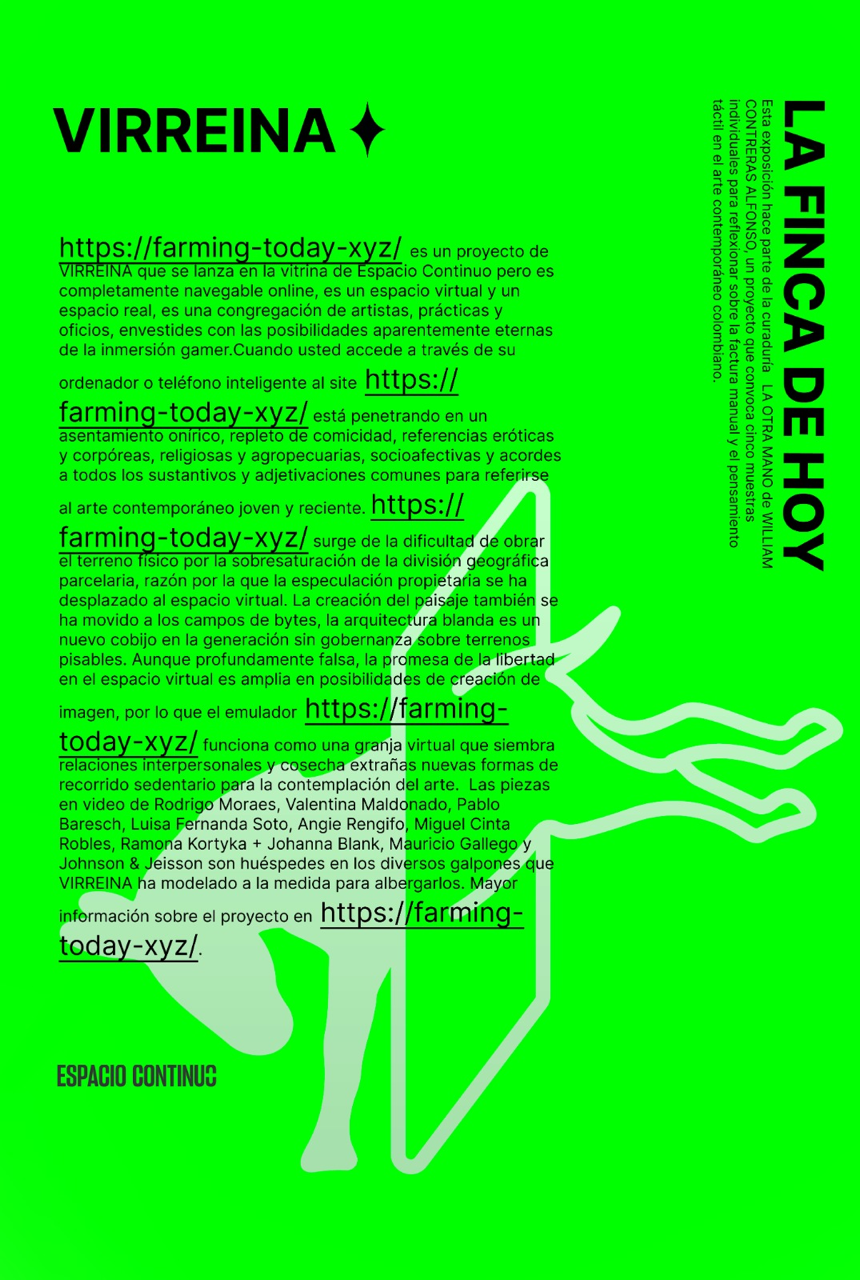 VIRREINA
https://farming-today-xyz/ es un proyecto de
VIRREINA que se lanza en la vitrina de Espacio Continuo pero es
completamente navegable online, es un espacio virtual y un
espacio real, es una congregación de artistas, prácticas y
oficios, envestides con las posibilidades aparentemente eternas
de la inmersión gamer.Cuando usted accede a través de su
ordenador o teléfono inteligente al site https://
farming-today-xyz/ está penetrando en un
asentamiento onírico, repleto de comicidad, referencias eróticas
y corpóreas, religiosas y agropecuarias, socioafectivas y acordes
a todos los sustantivos y adjetivaciones comunes para referirse
al arte contemporáneo joven y reciente. https://
farming-today-xyz/ surge de la dificultad de obrar
el terreno físico por la sobresaturación de la división geográfica
parcelaria, razón por la que la especulación propietaria se ha
desplazado al espacio virtual. La creación del paisaje también se
ha movido a los campos de bytes, la arquitectura blanda es un
nuevo cobijo en la generación sin gobernanza sobre terrenos
pisables. Aunque profundamente falsa, la promesa de la libertad
en el espacio virtual es amplia en posibilidades de creación de
imagen, por lo que el emulador https://farming-
today-xyz/ funciona como una granja virtual que siembra
relaciones interpersonales y cosecha extrañas nuevas formas de
recorrido sedentario para la contemplación del arte. Las piezas
en video de Rodrigo Moraes, Valentina Maldonado, Pablo
Baresch, Luisa Fernanda Soto, Angie Rengifo, Miguel Cinta
Robles, Ramona Kortyka + Johanna Blank, Mauricio Gallego y
Johnson & Jeisson son huéspedes en los diversos galpones que
VIRREINA ha modelado a la medida para albergarlos. Mayor
información sobre el proyecto en https://farming-
today-xyz/.
ESPACIO CONTINUO
LA FINCA DE HOY
Esta exposición hace parte de la curaduría LA OTRA MANO de WILLIAM
CONTRERAS ALFONSO, un proyecto que convoca cinco muestras
individuales para reflexionar sobre la factura manual y el pensamiento
táctil en el arte contemporáneo colombiano.